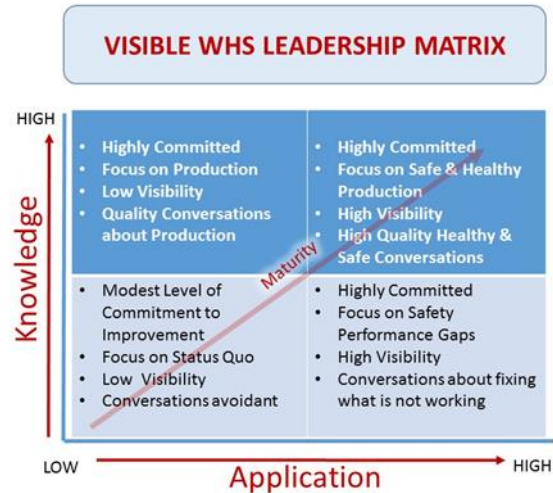 VISIBLE WHS LEADERSHIP MATRIX
HIGH
Knowledge
• Highly Committed
• Focus on Production
• Low Visibility
• Quality Conversations
about Production
• Highly Committed
• Focus on Safe & Healthy
Production
• High Visibility
• High Quality Healthy &
Safe Conversations
Maturity
• Modest Level of
Commitment to
Improvement
• Focus on Status Quo
• Low Visibility
• Conversations avoidant
• Highly Committed
• Focus on Safety
Performance Gaps
• High Visibility
• Conversations about fixing
what is not working
LOW
Application
HIGH